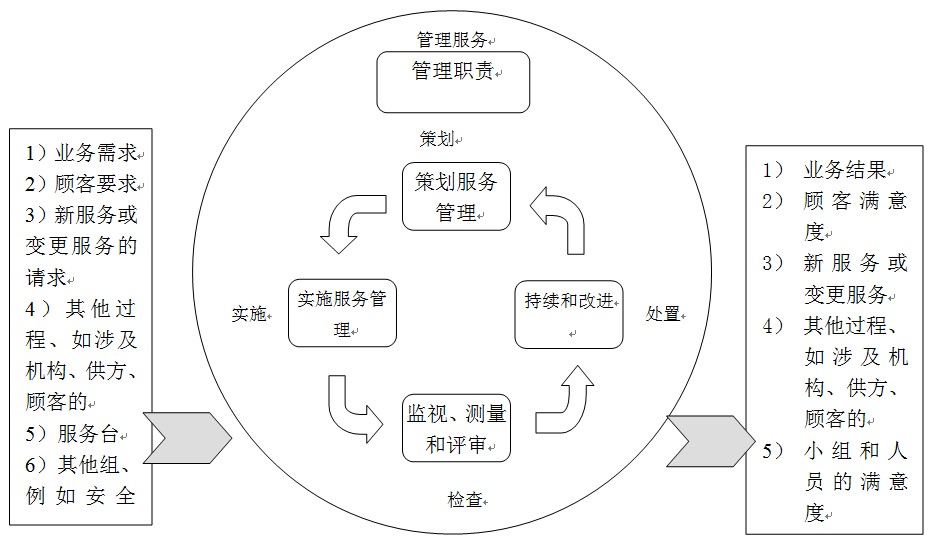 管理服务
管理职责
策划
策划服务
管理
实施
实施服务管
理
持续和改进
处置
监视、测量
和评审
检查
1）业务需求
2）顾客要求
3）新服务或
变更服务的
请求
4）其他过
程、如涉及
机构、供方、
顾客的
5）服务台
6）其他组、
例如安全
1） 业务结果
2） 顾客满意
度
3） 新服务或
变更服务
4） 其他过程、
如涉及机
构、供方、
顾客的
5） 小组和人
员的满意
度